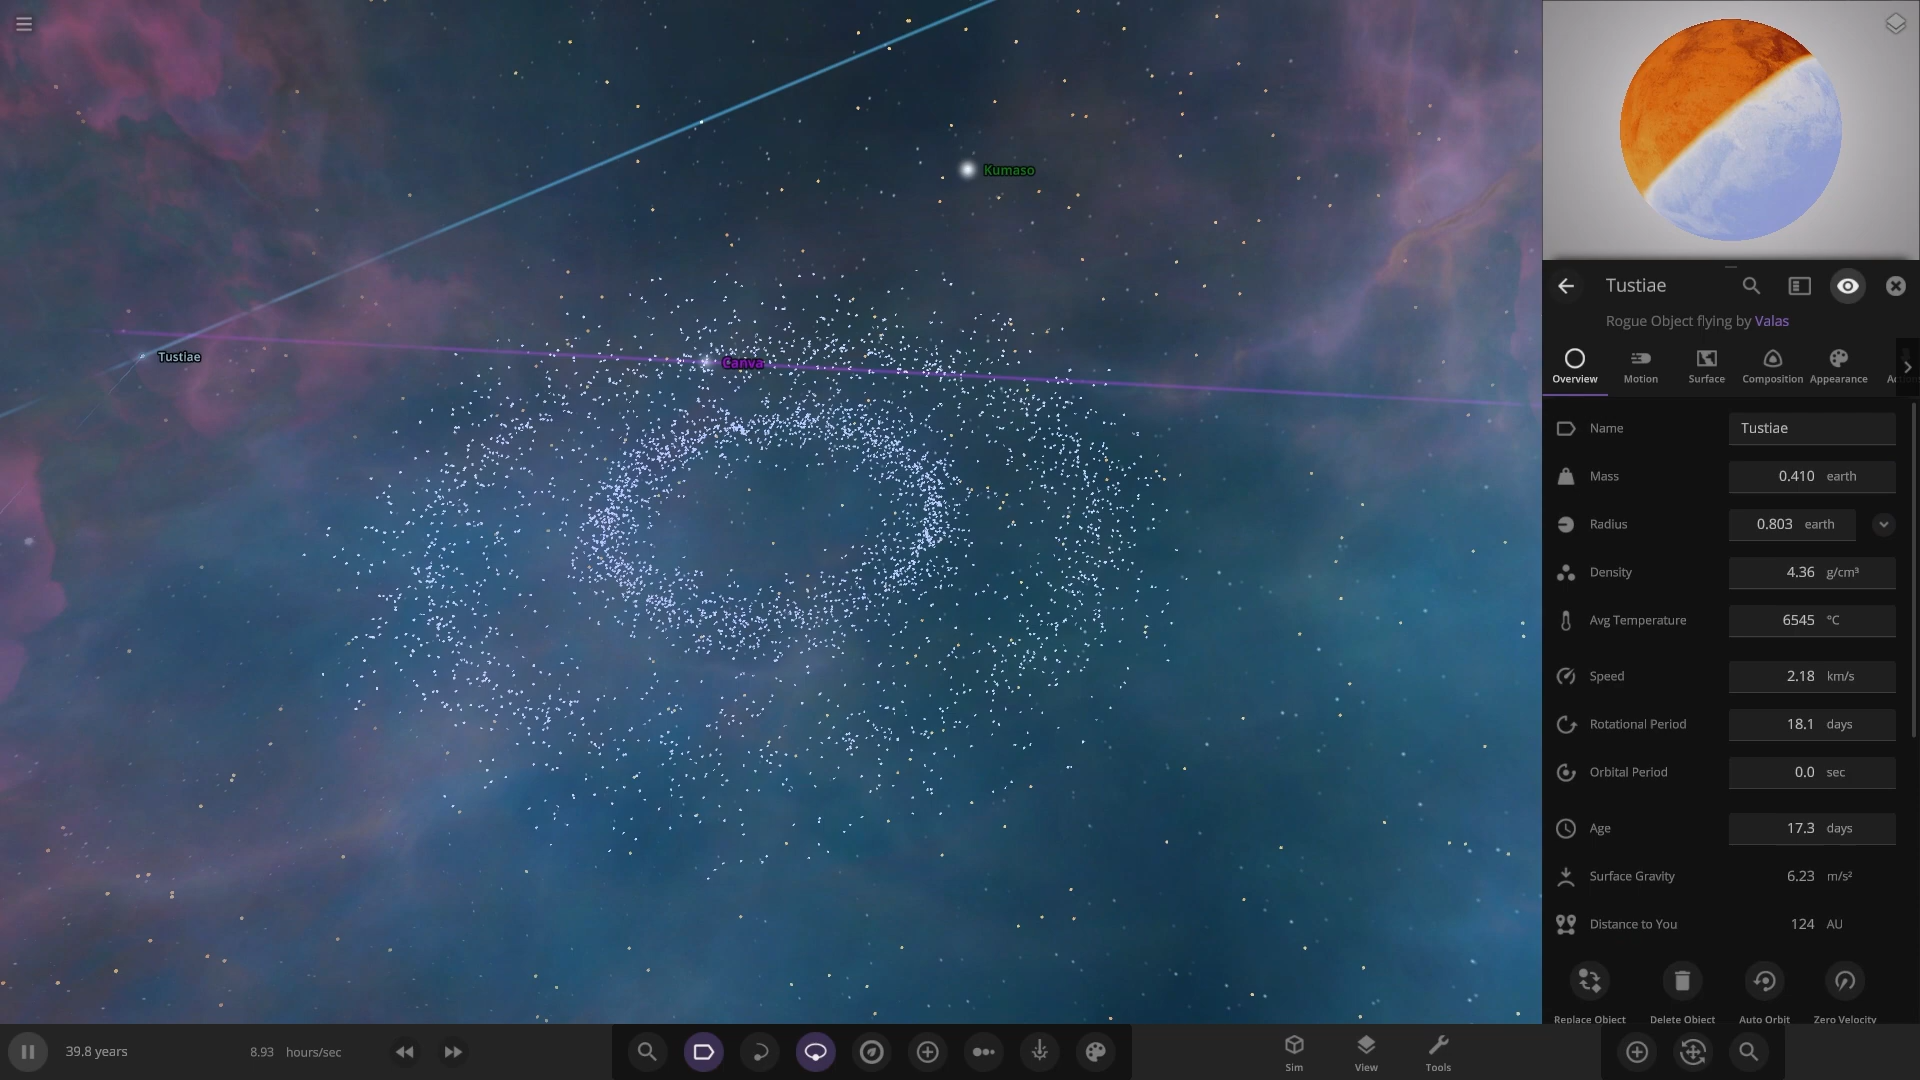 Kumaso
Tustiae
Canva
Tustiae
Rogue Object flying by Valas
Overview
Motion
Surface
Composition
Appearance
Name
Tustiae
Mass
0.410 earth
Radius
0.803 earth
Density
4.36 g/cm³
Avg Temperature
6545 °C
Speed
2.18 km/s
Rotational Period
18.1 days
Orbital Period
0.0 sec
Age
17.3 days
Surface Gravity
6.23 m/s²
Distance to You
124 AU
Replace Object
Delete Object
Auto Orbit
Zero Velocity
39.8 years
8.93 hours/sec
Sim
View
Tools